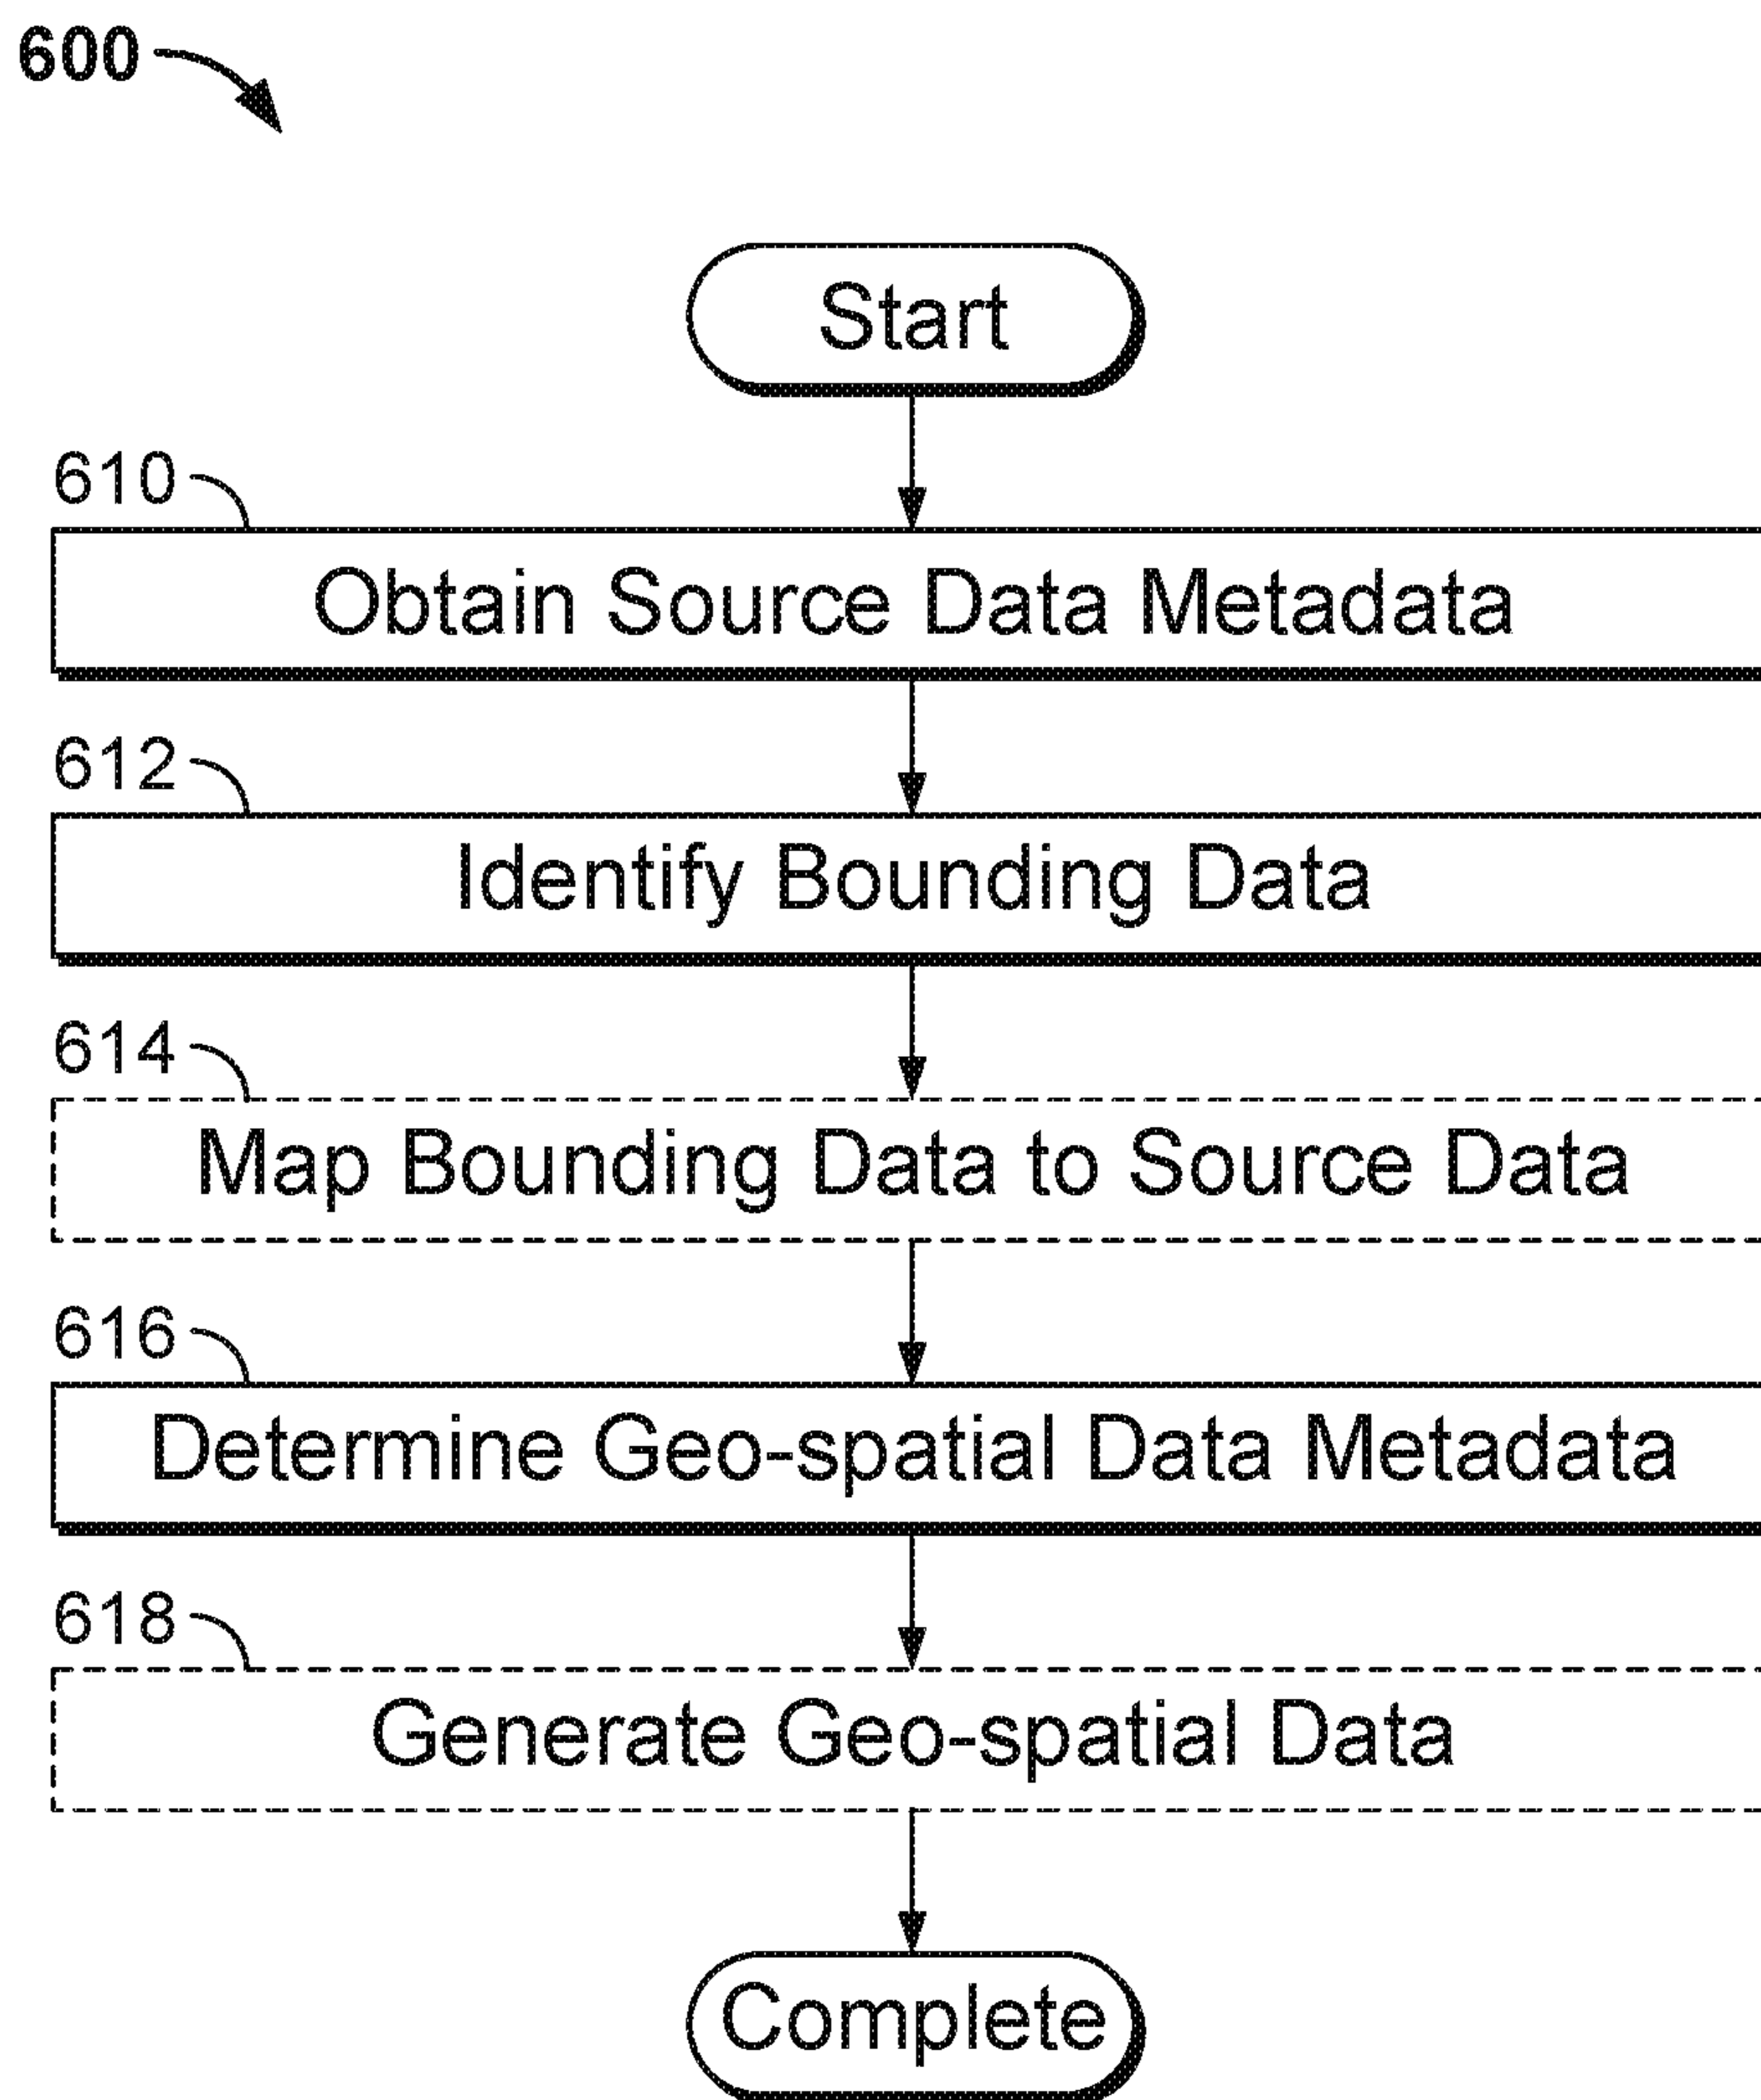 600
Start
610
Obtain Source Data Metadata
612
Identify Bounding Data
614
Map Bounding Data to Source Data
616
Determine Geo-spatial Data Metadata
618
Generate Geo-spatial Data
Complete